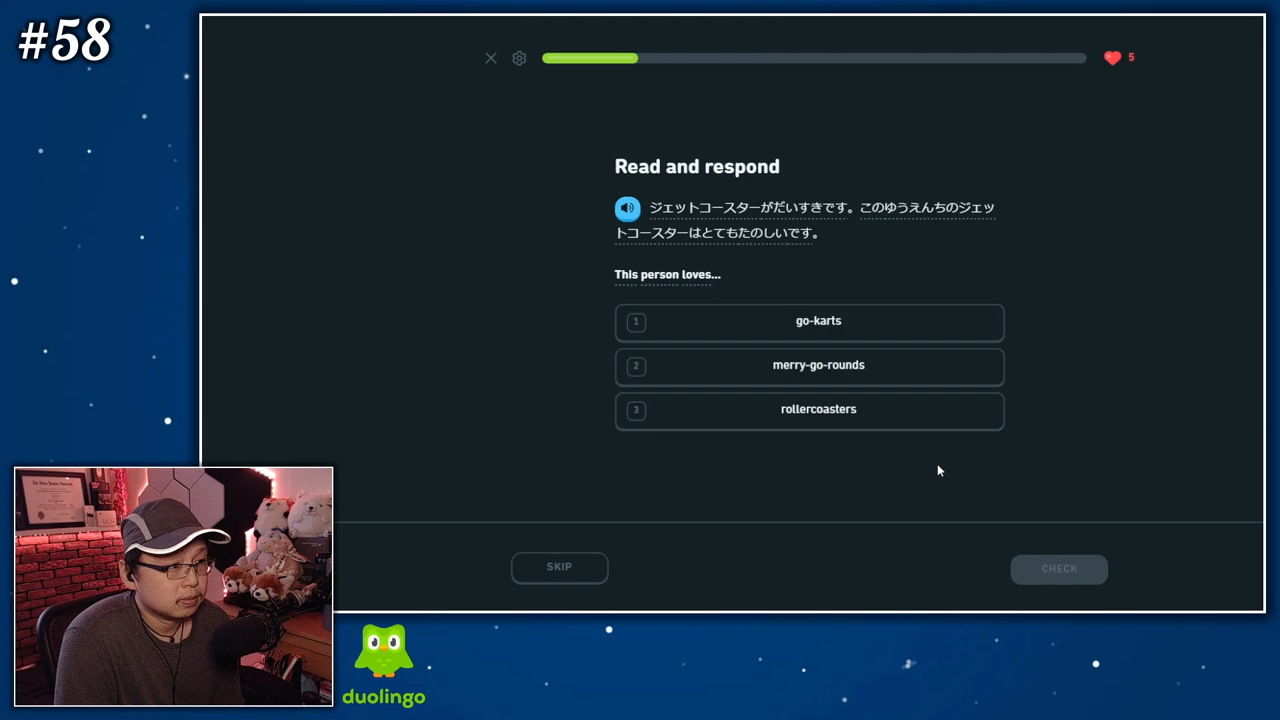 #58
5
Read and respond
ジェットコースターがだいすきです。このゆうえんちのジェッ
トコースターはとてもたのしいです。
This person loves...
1 go-karts
2 merry-go-rounds
3 rollercoasters
SKIP
CHECK
duolingo